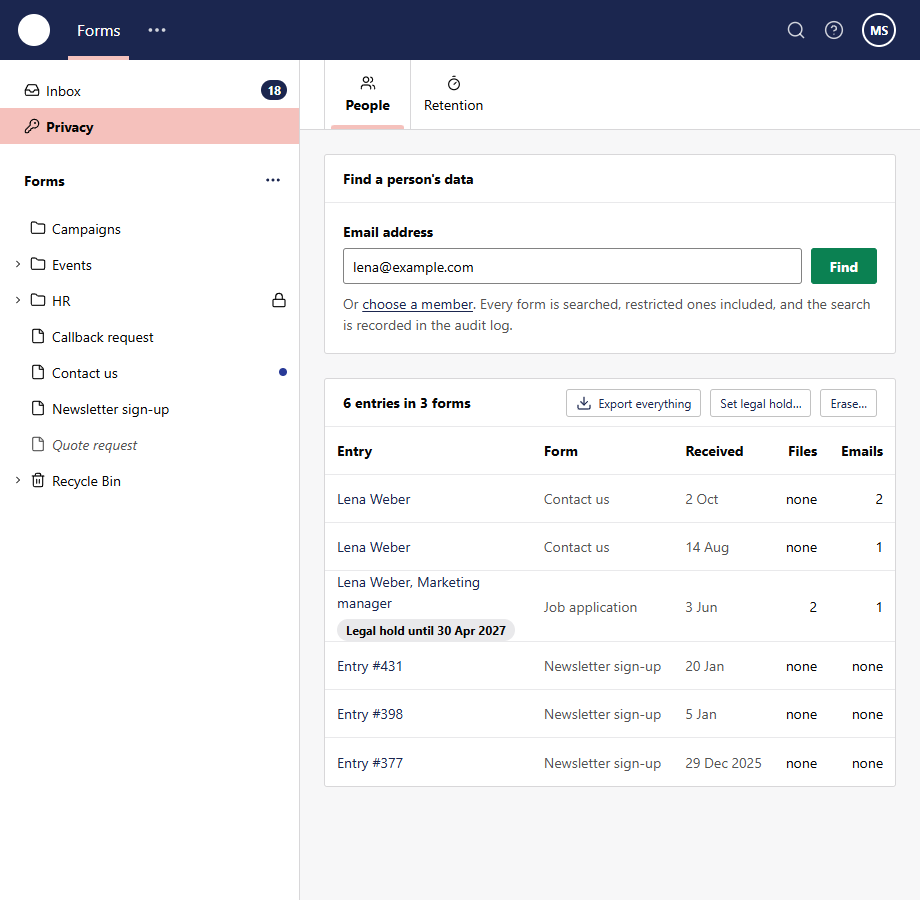 Forms
MS
Inbox
18
Privacy
Forms
Campaigns
Events
HR
Callback request
Contact us
Newsletter sign-up
Quote request
Recycle Bin
People
Retention
Find a person's data
Email address
lena@example.com
Find
Or choose a member. Every form is searched, restricted ones included, and the search
is recorded in the audit log.
6 entries in 3 forms
Export everything
Set legal hold...
Erase...
Entry Form Received Files Emails
Lena Weber Contact us 2 Oct none 2
Lena Weber Contact us 14 Aug none 1
Lena Weber, Marketing
manager
Job application 3 Jun 2 1
Legal hold until 30 Apr 2027
Entry #431 Newsletter sign-up 20 Jan none none
Entry #398 Newsletter sign-up 5 Jan none none
Entry #377 Newsletter sign-up 29 Dec 2025 none none